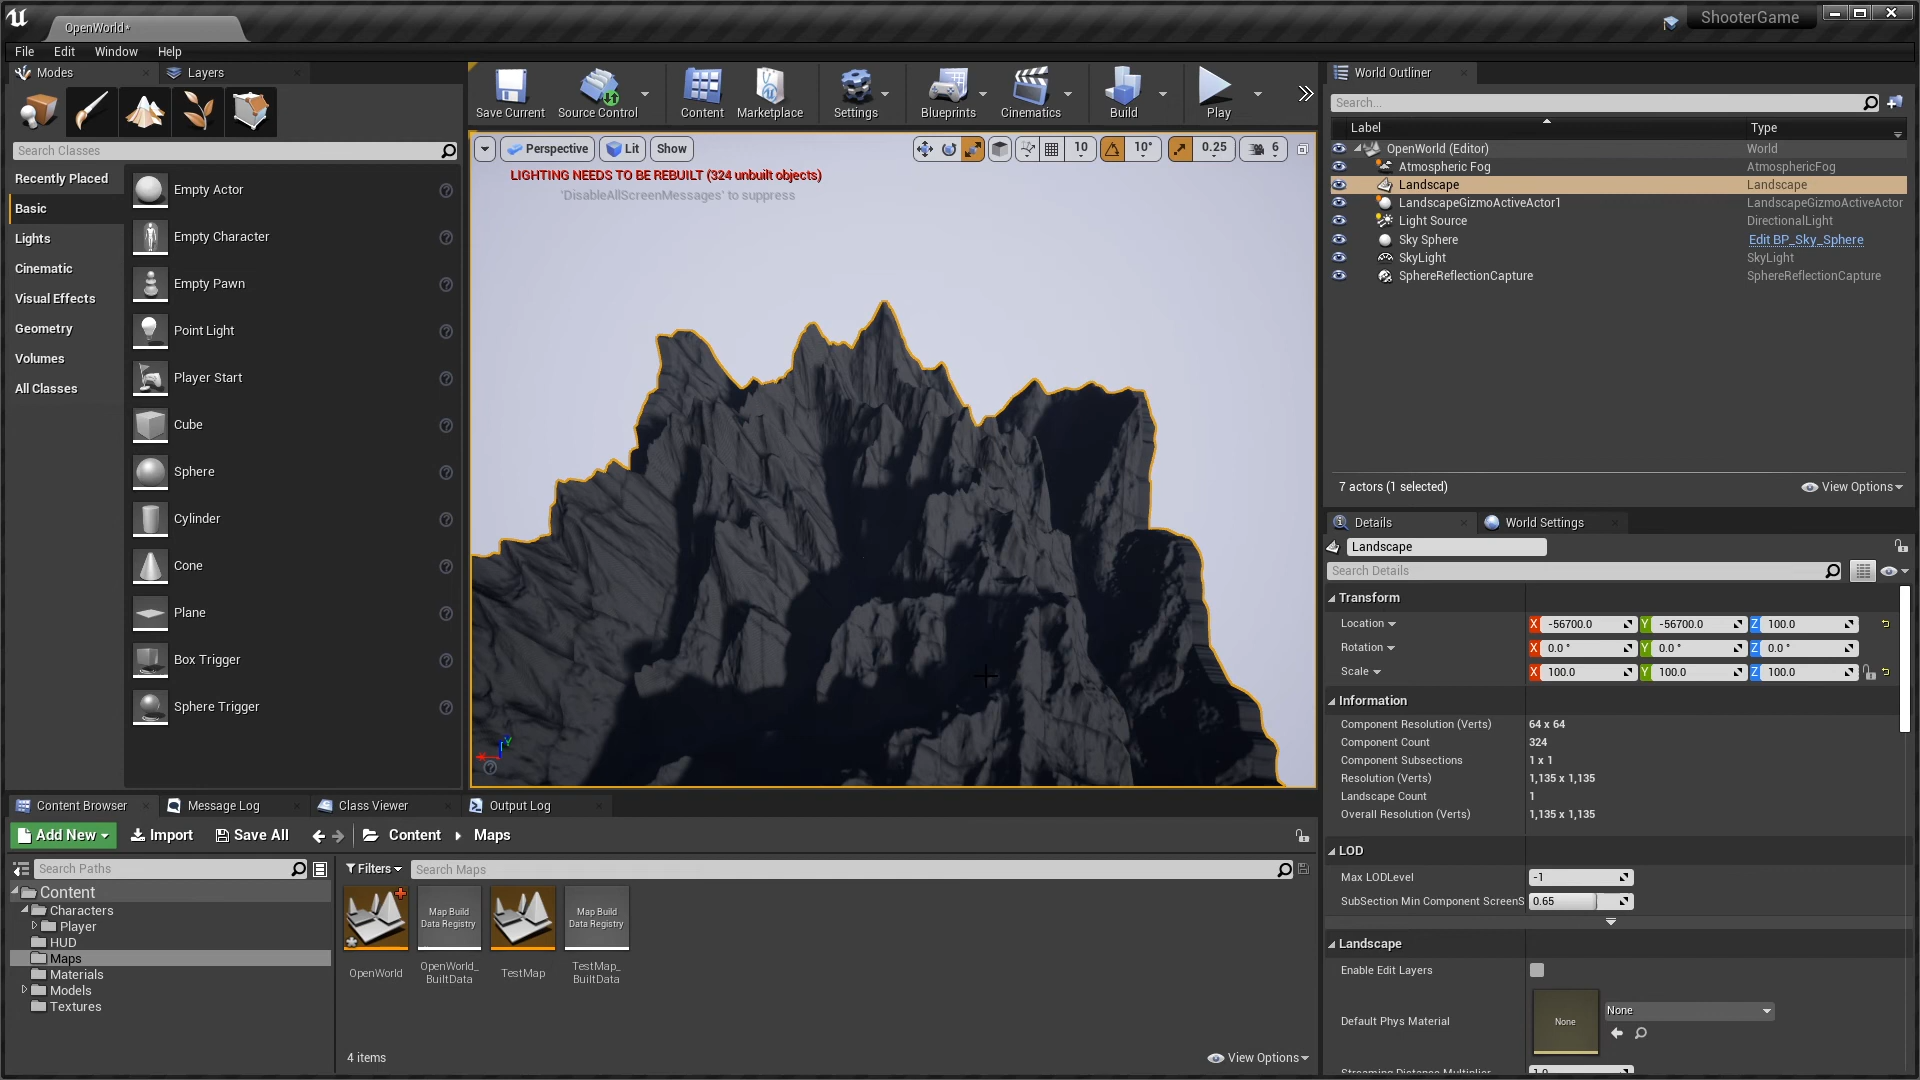 OpenWorld*
ShooterGame
File Edit Window Help
Modes Layers
Search Classes
Recently Placed
Basic
Lights
Cinematic
Visual Effects
Geometry
Volumes
All Classes
Empty Actor
Empty Character
Empty Pawn
Point Light
Player Start
Cube
Sphere
Cylinder
Cone
Plane
Box Trigger
Sphere Trigger
Save Current Source Control Content Marketplace Settings Blueprints Cinematics Build Play
Perspective Lit Show 10 10° 0.25 6
LIGHTING NEEDS TO BE REBUILT (324 unbuilt objects)
'DisableAllScreenMessages' to suppress
Y
World Outliner
Search...
Label Type
OpenWorld (Editor) World
Atmospheric Fog AtmosphericFog
Landscape Landscape
LandscapeGizmoActiveActor1 LandscapeGizmoActiveActor
Light Source DirectionalLight
Sky Sphere Edit BP_Sky_Sphere
SkyLight SkyLight
SphereReflectionCapture SphereReflectionCapture
7 actors (1 selected) View Options
Details World Settings
Landscape
Search Details
Transform
Location X -56700.0 Y -56700.0 Z 100.0
Rotation X 0.0 ° Y 0.0 ° Z 0.0 °
Scale X 100.0 Y 100.0 Z 100.0
Information
Component Resolution (Verts) 64 x 64
Component Count 324
Component Subsections 1 x 1
Resolution (Verts) 1,135 x 1,135
Landscape Count 1
Overall Resolution (Verts) 1,135 x 1,135
LOD
Max LODLevel -1
SubSection Min Component ScreenS 0.65
Landscape
Enable Edit Layers
Default Phys Material None None
Streaming Distance Multiplier 1.0
Content Browser Message Log Class Viewer Output Log
Add New Import Save All Content Maps
Search Paths
Content
Characters
Player
HUD
Maps
Materials
Models
Textures
Filters Search Maps
Map Build
Data Registry
Map Build
Data Registry
OpenWorld
OpenWorld_
BuiltData
TestMap
TestMap_
BuiltData
4 items View Options